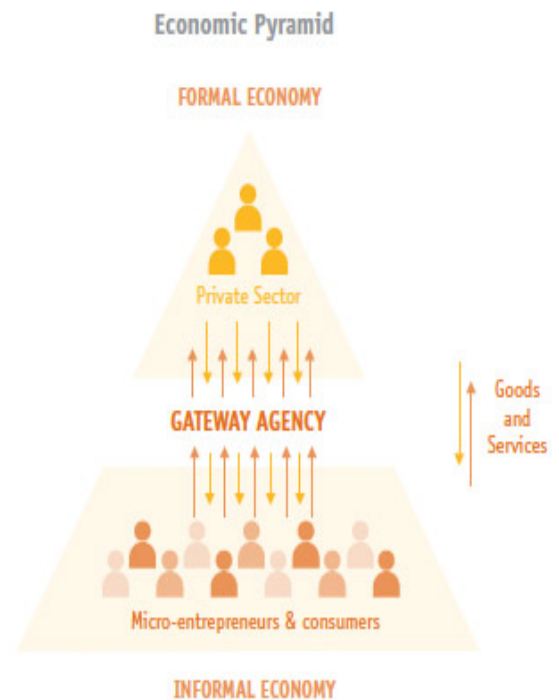 Economic Pyramid
FORMAL ECONOMY
Private Sector
GATEWAY AGENCY
Goods
and
Services
Micro-entrepreneurs & consumers
INFORMAL ECONOMY